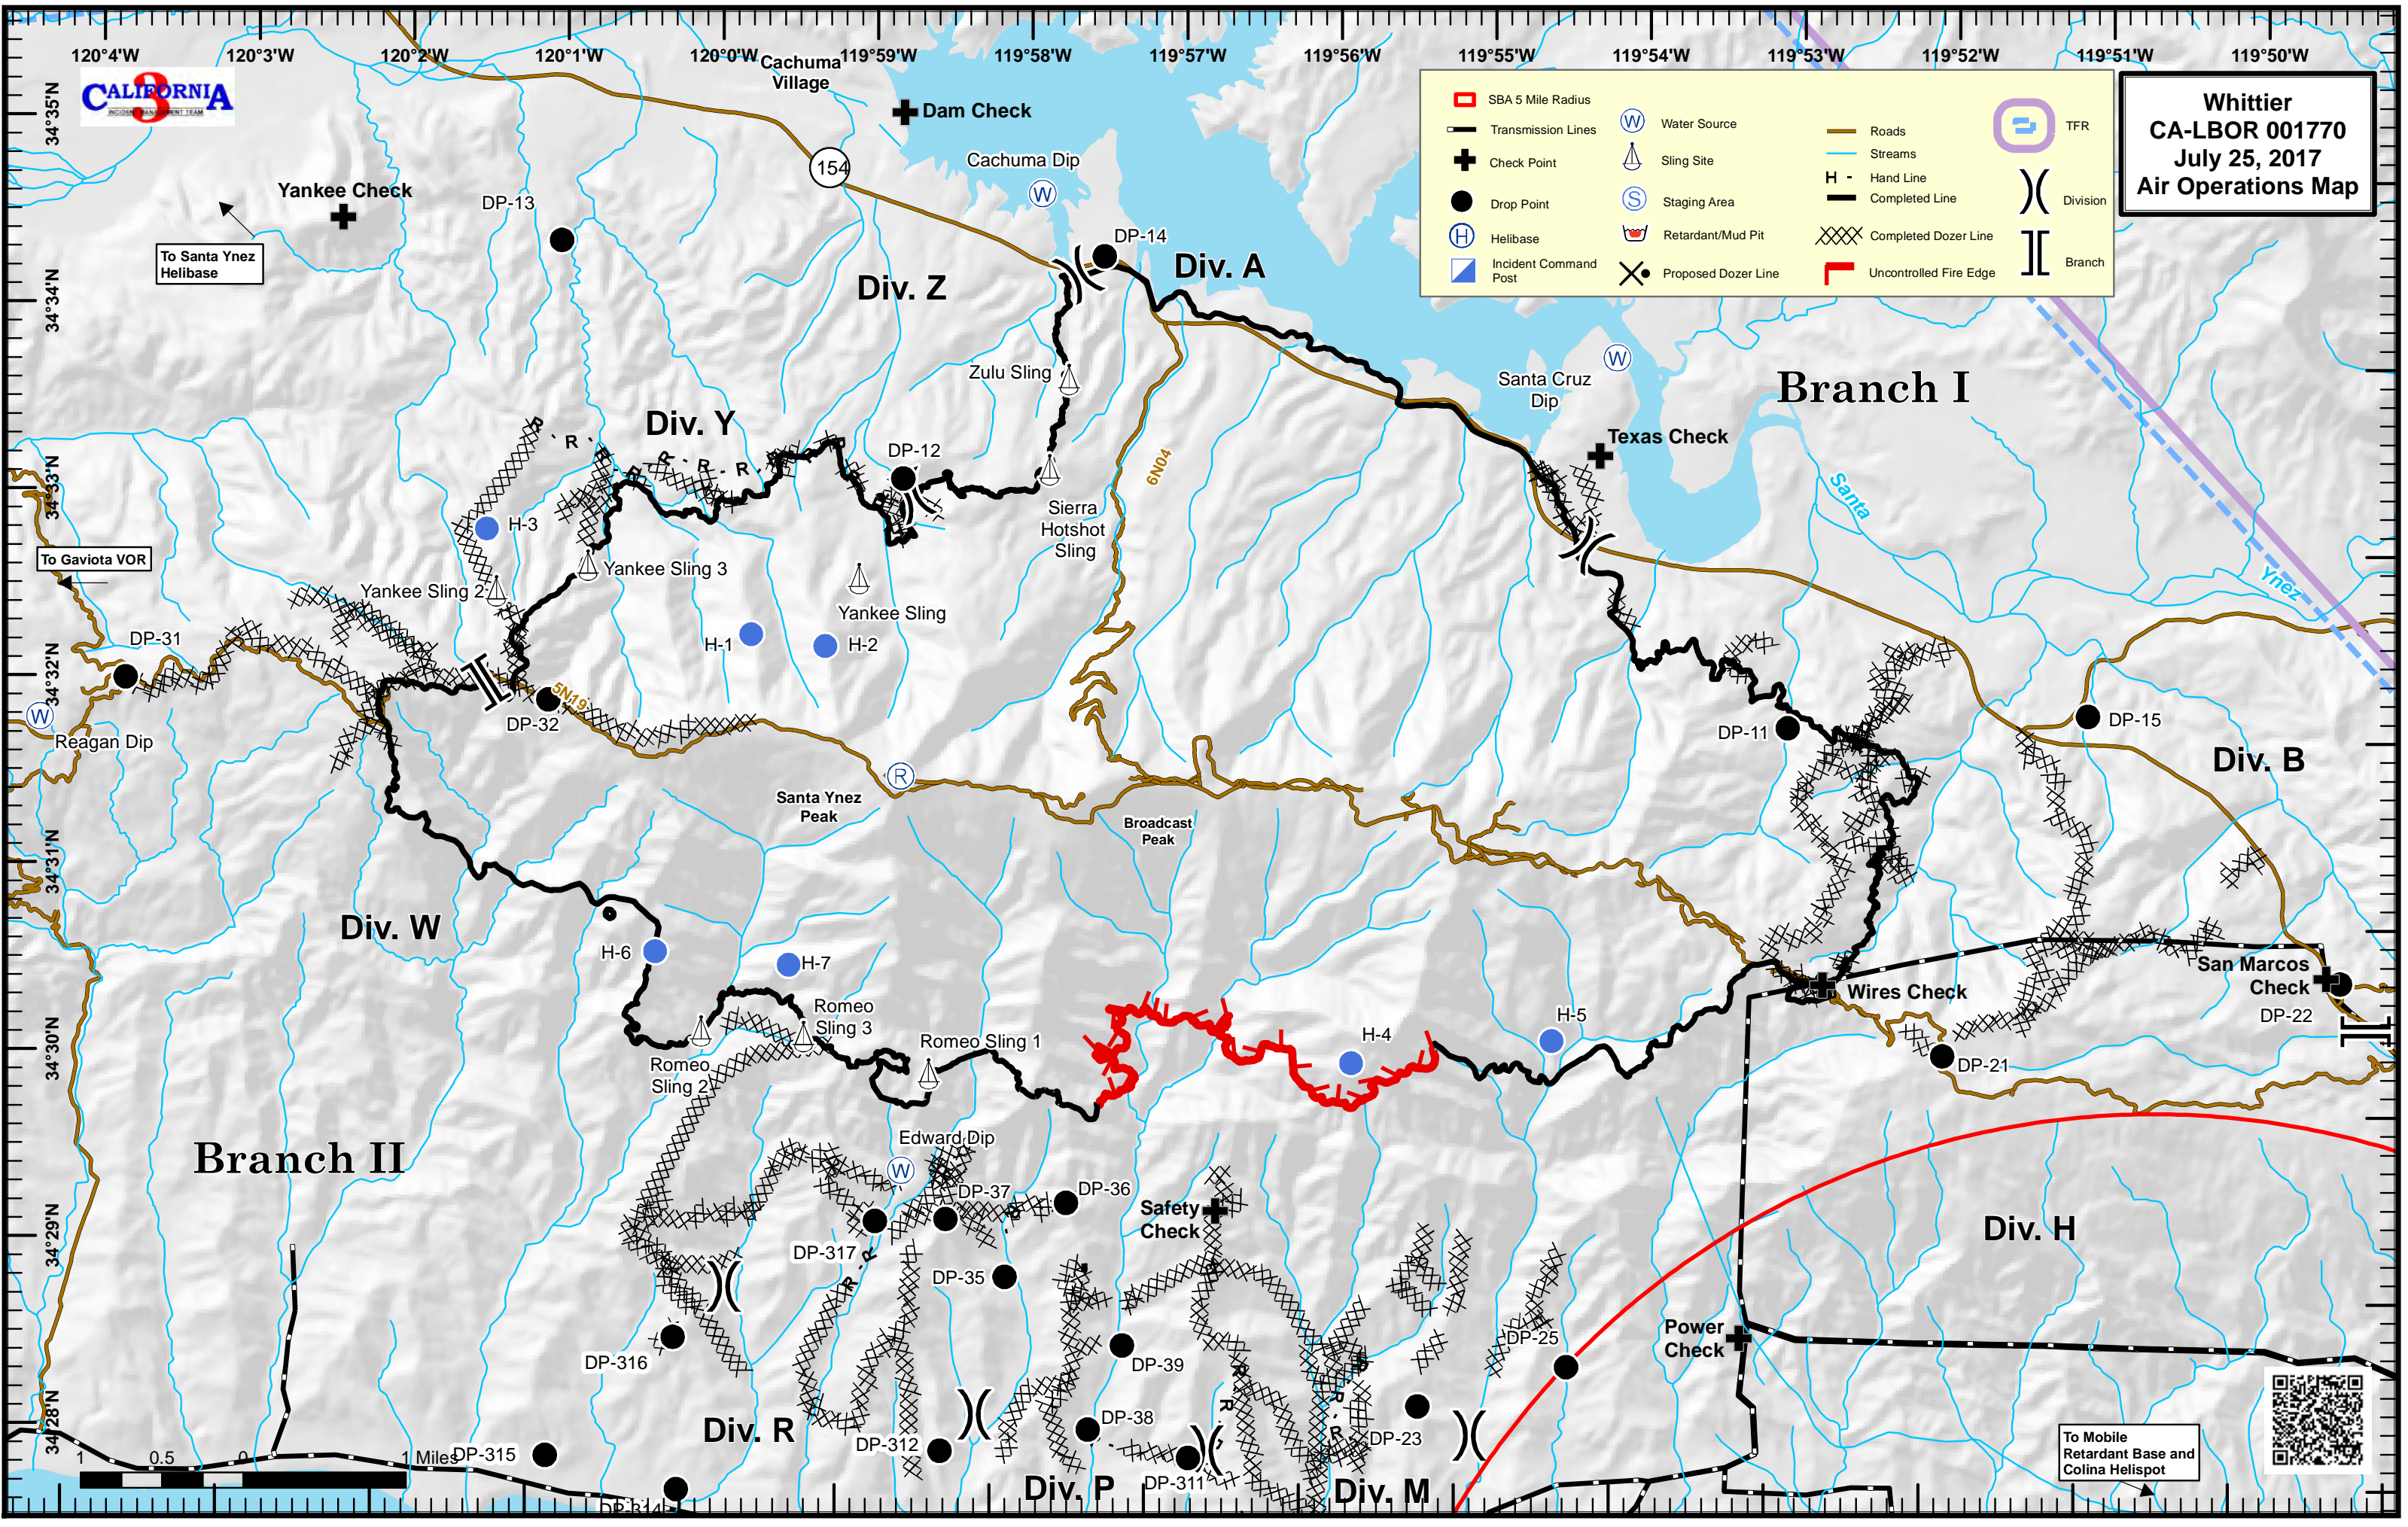 120°4'W 120°3'W 120°2'W 120°1'W 120°0'W 119°59'W 119°58'W 119°57'W 119°56'W 119°55'W 119°54'W 119°53'W 119°52'W 119°51'W 119°50'W
34°35'N
34°34'N
34°33'N
34°32'N
34°31'N
34°30'N
34°29'N
34°28'N
CALIFORNIA
3
INCIDENT MANAGEMENT TEAM
Whittier
CA-LBOR 001770
July 25, 2017
Air Operations Map
SBA 5 Mile Radius
Transmission Lines
Check Point
Drop Point
H
Helibase
Incident Command
Post
W
Water Source
Sling Site
S
Staging Area
Retardant/Mud Pit
Proposed Dozer Line
Roads
Streams
H -
Hand Line
Completed Line
Completed Dozer Line
Uncontrolled Fire Edge
TFR
Division
Branch
Cachuma
Village
Dam Check
154
Cachuma Dip
W
Yankee Check
To Santa Ynez
Helibase
DP-13
DP-14
Div. A
Div. Z
Zulu Sling
Santa Cruz
Dip
W
Branch I
Texas Check
Santa
Ynez
Div. Y
R - R - R
R - R - R - R -
DP-12
6N04
Sierra
Hotshot
Sling
H-3
To Gaviota VOR
Yankee Sling 2
Yankee Sling 3
Yankee Sling
H-1
H-2
DP-31
W
Reagan Dip
DP-32
5N19
R
Santa Ynez
Peak
Broadcast
Peak
DP-11
DP-15
Div. B
Div. W
H-6
H-7
Romeo
Sling 3
Romeo
Sling 2
Romeo Sling 1
H-4
H-5
Wires Check
San Marcos
Check
DP-22
DP-21
Branch II
Edward Dip
W
DP-37
DP-36
DP-317
R - R
DP-35
Safety
Check
Div. H
DP-316
DP-39
DP-25
Power
Check
Div. R
DP-312
DP-38
DP-311
DP-23
R
R
R
R
R
DP-315
DP-314
Div. P
Div. M
1 0.5 0 1 Miles
To Mobile
Retardant Base and
Colina Helispot